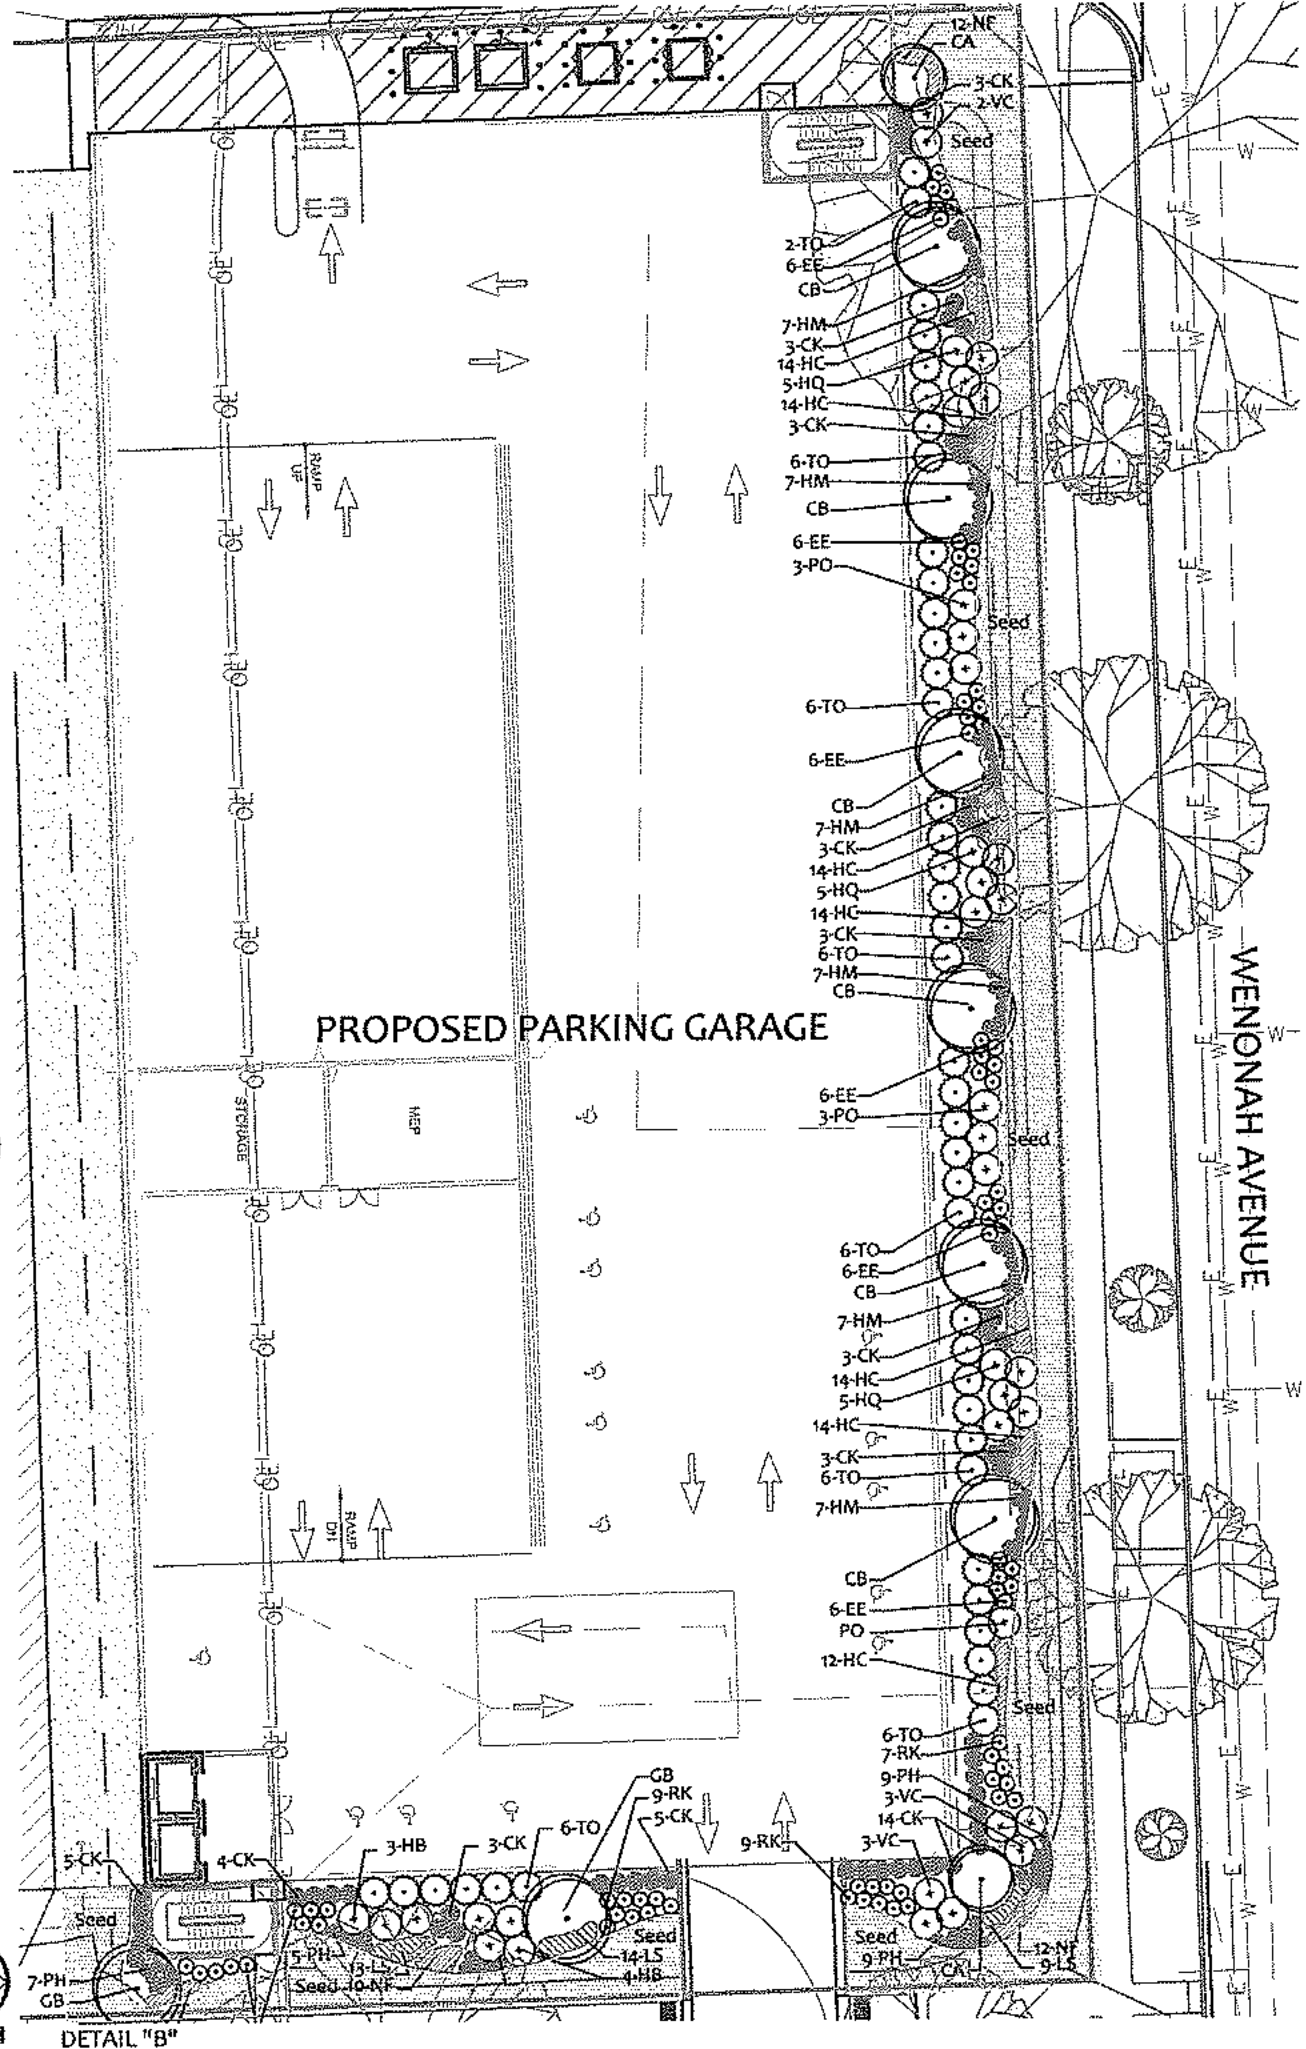 12-NF
CA
3-CK
2-VC
Seed
W
2-TO
6-EE
CB
7-HM
3-CK
14-HC
5-HQ
14-HC
3-CK
6-TO
7-HM
CB
6-EE
3-PO
Seed
6-TO
6-EE
CB
7-HM
3-CK
14-HC
5-HQ
14-HC
3-CK
6-TO
7-HM
CB
WENONAH AVENUE
PROPOSED PARKING GARAGE
STORAGE
MEP
6-EE
3-PO
Seed
6-TO
6-EE
CB
7-HM
3-CK
14-HC
5-HQ
14-HC
3-CK
6-TO
7-HM
RAMP
DN
CB
6-EE
PO
12-HC
Seed
6-TO
7-RK
9-PH
3-VC
14-CK
3-VC
9-RK
GB
9-RK
5-CK
6-TO
3-CK
3-HB
4-CK
5-CK
Seed
7-PH
GB
5-PH
13-LS
Seed
10-NF
Seed
14-LS
4-HB
Seed
9-PH
CA
12-NF
9-LS
DETAIL "B"